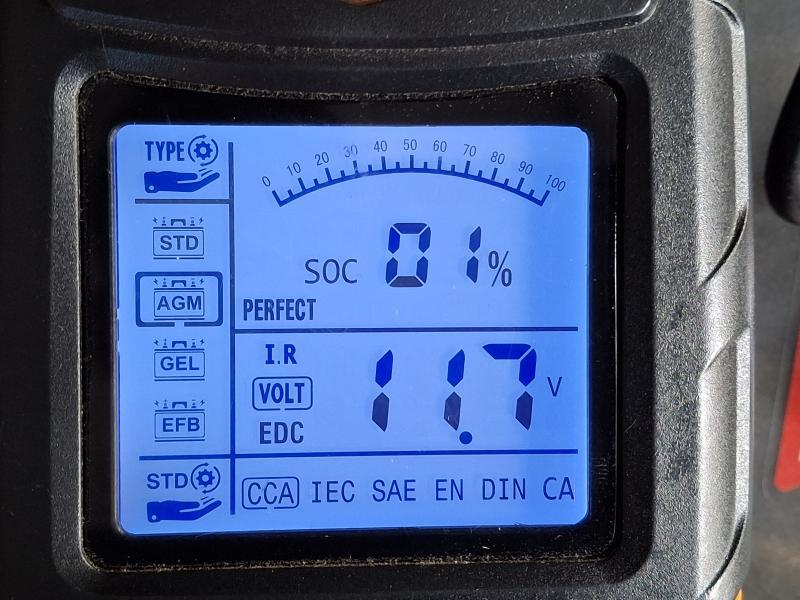 TYPE
0 10 20 30 40 50 60 70 80 90 100
STD
SOC 01%
AGM
PERFECT
GEL
I.R
VOLT 11.7 V
EFB
EDC
STD
CCA IEC SAE EN DIN CA